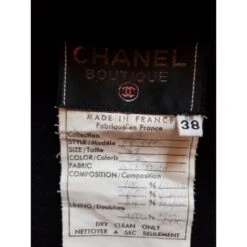 CHANEL
BOUTIQUE
MADE IN FRANCE
Fabriqué en France
38
Collection
STYLE/Modèle
SIZE/Taille
COLOR/Coloris
FABRIC
COMPOSITION/Composition
%
%
LINING/Doublure
%
DRY CLEAN ONLY
NETTOYER A SEC SEULEMENT